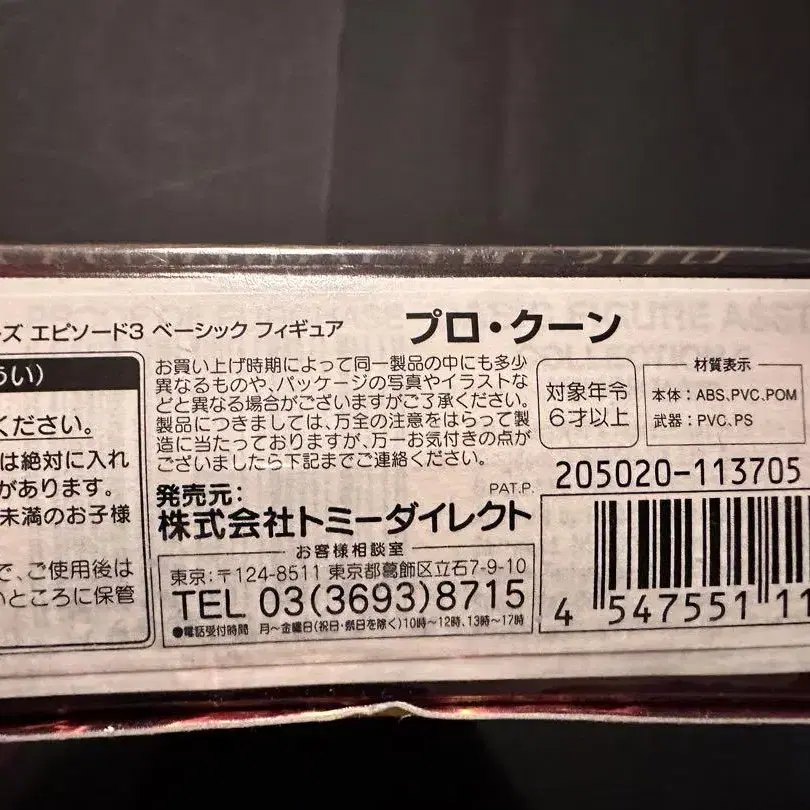 ズ エピソード3 ベーシック フィギュア
プロ・クーン
うい)
ください。
は絶対に入れ
があります。
未満のお子様
で、ご使用後は
いところに保管
お買い上げ時期によって同一製品の中にも多少
異なるものや、パッケージの写真やイラストな
どと異なる場合がございますがご了承ください。
製品につきましては、万全の注意をはらって製
造に当たっておりますが、万一お気付きの点が
ございましたら下記までご連絡ください。
PAT.P.
発売元:
株式会社トミーダイレクト
お客様相談室
東京:〒124-8511 東京都葛飾区立石7-9-10
TEL 03(3693)8715
●電話受付時間 月～金曜日(祝日・祭日を除く)10時～12時、13時～17時
対象年令
6才以上
材質表示
本体:ABS,PVC,POM
武器:PVC,PS
205020-113705
4 547551 11